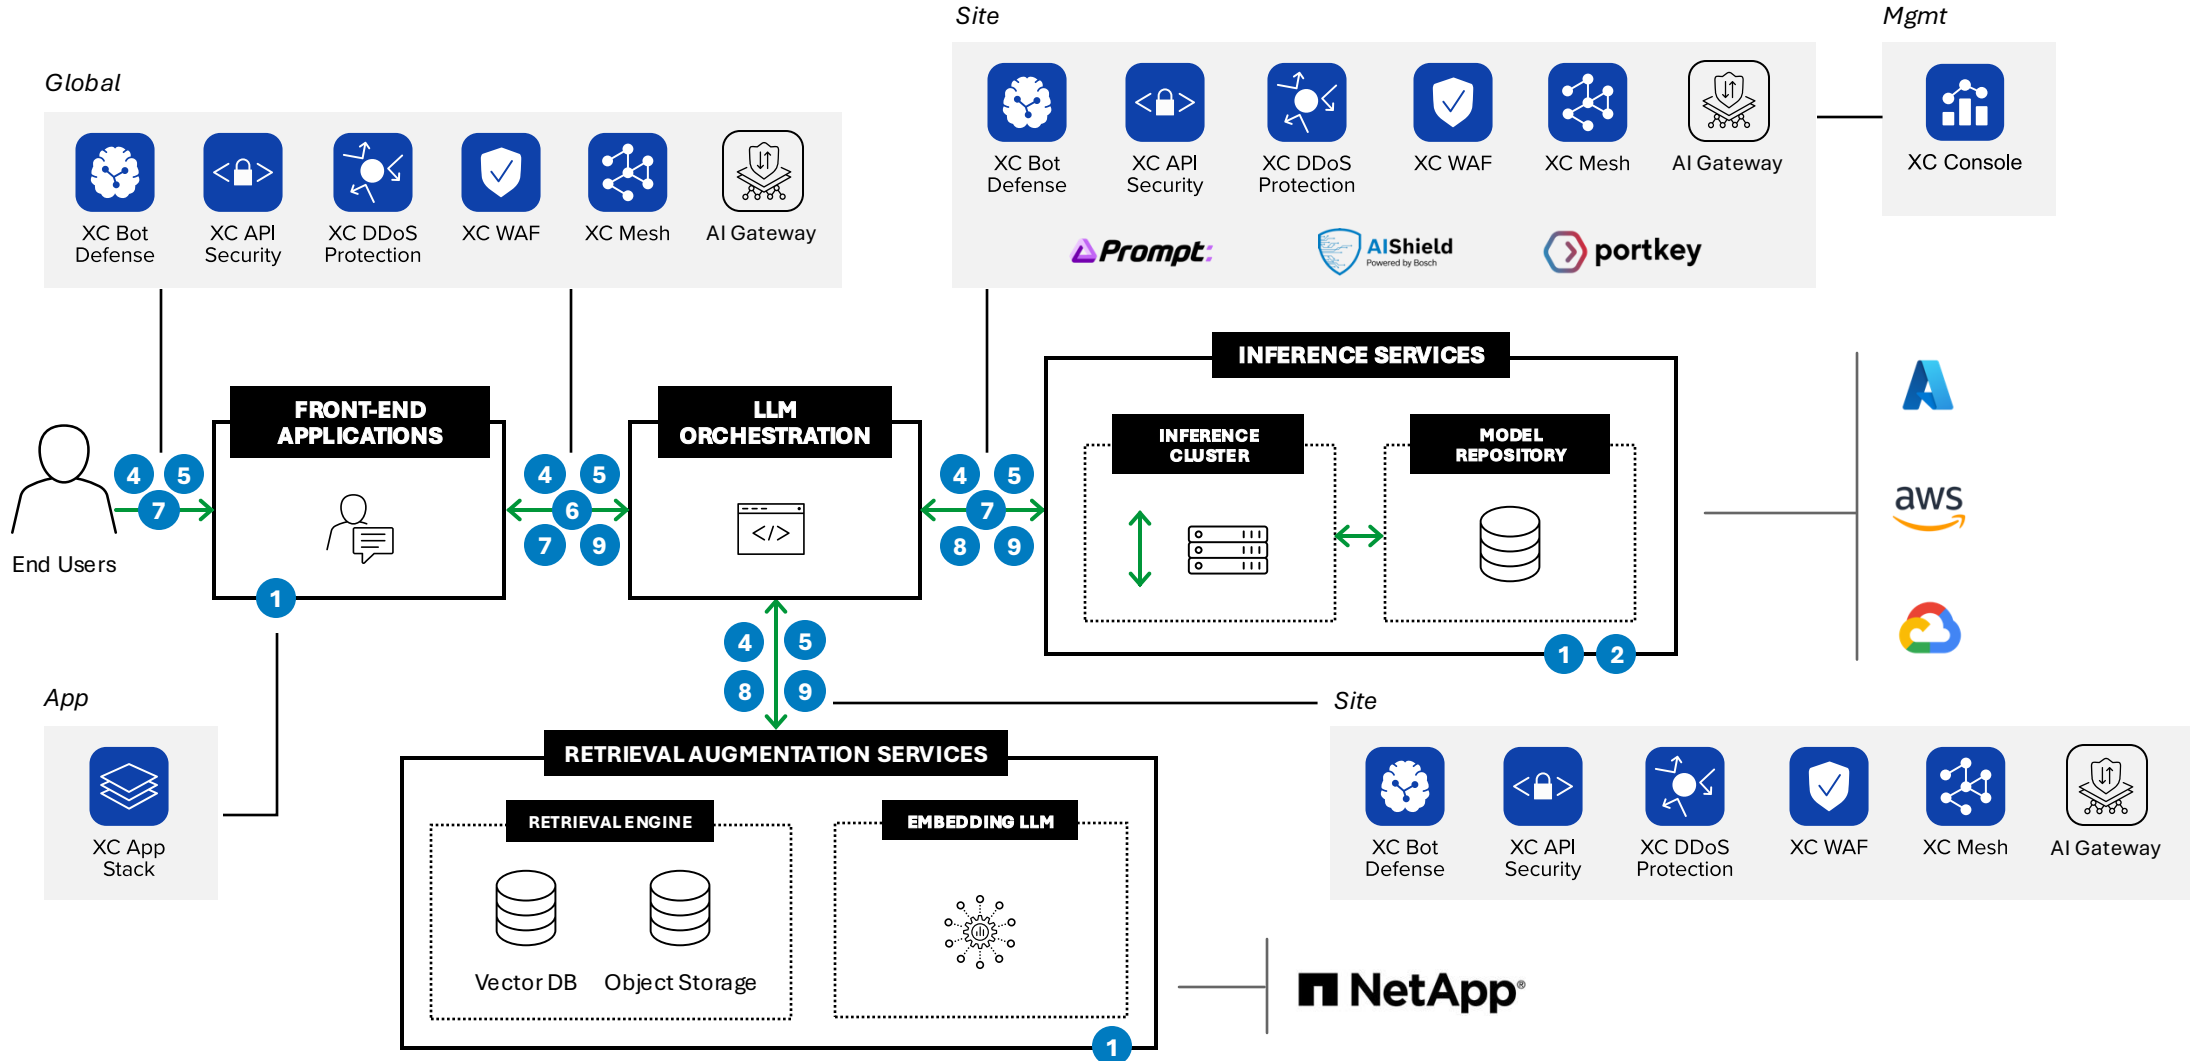 Site
Mgmt
Global
XC Bot
Defense
XC API
Security
XC DDoS
Protection
XC WAF
XC Mesh
AI Gateway
XC Console
Prompt:
AIShield
Powered by Bosch
portkey
XC Bot
Defense
XC API
Security
XC DDoS
Protection
XC WAF
XC Mesh
AI Gateway
End Users
4 5
7
FRONT-END
APPLICATIONS
1
4 5
6
7 9
LLM
ORCHESTRATION
</>
4 5
7
8 9
INFERENCE SERVICES
INFERENCE
CLUSTER
MODEL
REPOSITORY
1 2
aws
4 5
8 9
App
XC App
Stack
Site
XC Bot
Defense
XC API
Security
XC DDoS
Protection
XC WAF
XC Mesh
AI Gateway
RETRIEVAL AUGMENTATION SERVICES
RETRIEVAL ENGINE
Vector DB
Object Storage
EMBEDDING LLM
1
NetApp®